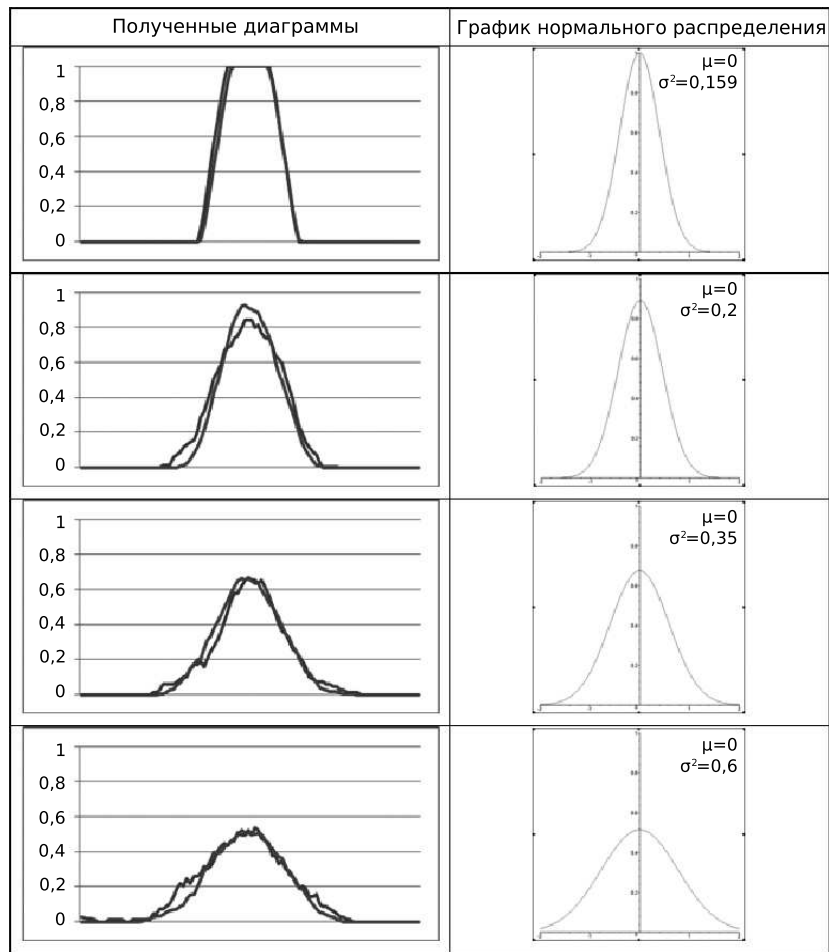 Полученные диаграммы
График нормального распределения
1
0,8
0,6
0,4
0,2
0
μ=0
σ²=0,159
1
0,8
0,6
0,4
0,2
0
μ=0
σ²=0,2
1
0,8
0,6
0,4
0,2
0
μ=0
σ²=0,35
1
0,8
0,6
0,4
0,2
0
μ=0
σ²=0,6